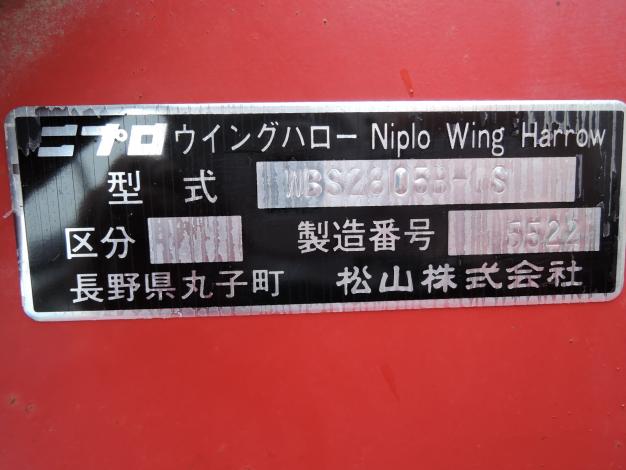 ニプロ ウイングハロー Niplo Wing Harrow
型式
区分 製造番号 5522
長野県丸子町 松山株式会社